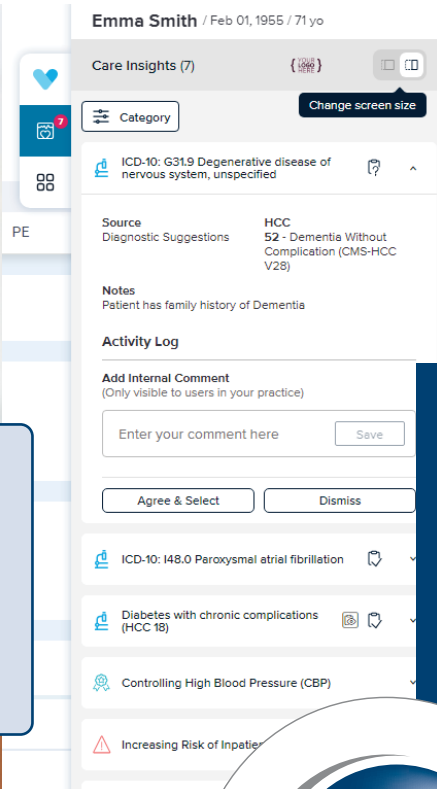 Emma Smith / Feb 01, 1955 / 71 yo
Care Insights (7)
{ YOUR LOGO HERE }
Change screen size
7
Category
ICD-10: G31.9 Degenerative disease of
nervous system, unspecified
PE
Source
Diagnostic Suggestions
HCC
52 - Dementia Without
Complication (CMS-HCC
V28)
Notes
Patient has family history of Dementia
Activity Log
Add Internal Comment
(Only visible to users in your practice)
Enter your comment here
Save
Agree & Select
Dismiss
ICD-10: I48.0 Paroxysmal atrial fibrillation
Diabetes with chronic complications
(HCC 18)
Controlling High Blood Pressure (CBP)
Increasing Risk of Inpatie